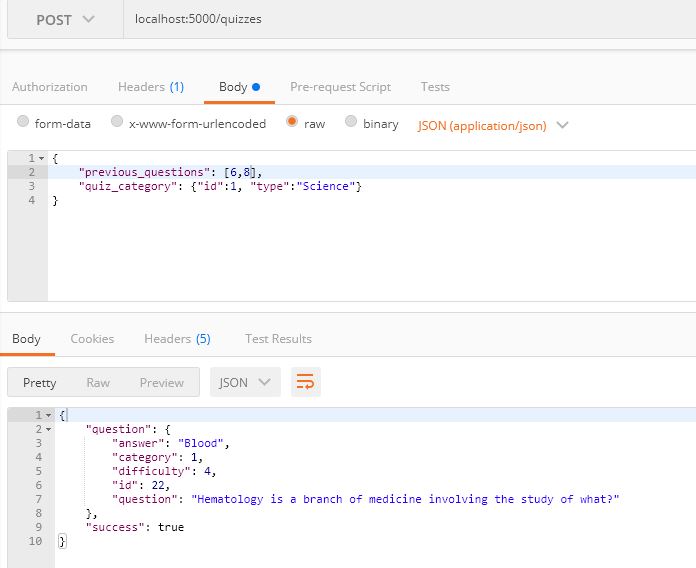 POST localhost:5000/quizzes
Authorization Headers (1) Body Pre-request Script Tests
form-data x-www-form-urlencoded raw binary JSON (application/json)
1 {
2 "previous_questions": [6,8],
3 "quiz_category": {"id":1, "type":"Science"}
4 }
Body Cookies Headers (5) Test Results
Pretty Raw Preview JSON
1 {
2 "question": {
3 "answer": "Blood",
4 "category": 1,
5 "difficulty": 4,
6 "id": 22,
7 "question": "Hematology is a branch of medicine involving the study of what?"
8 },
9 "success": true
10 }